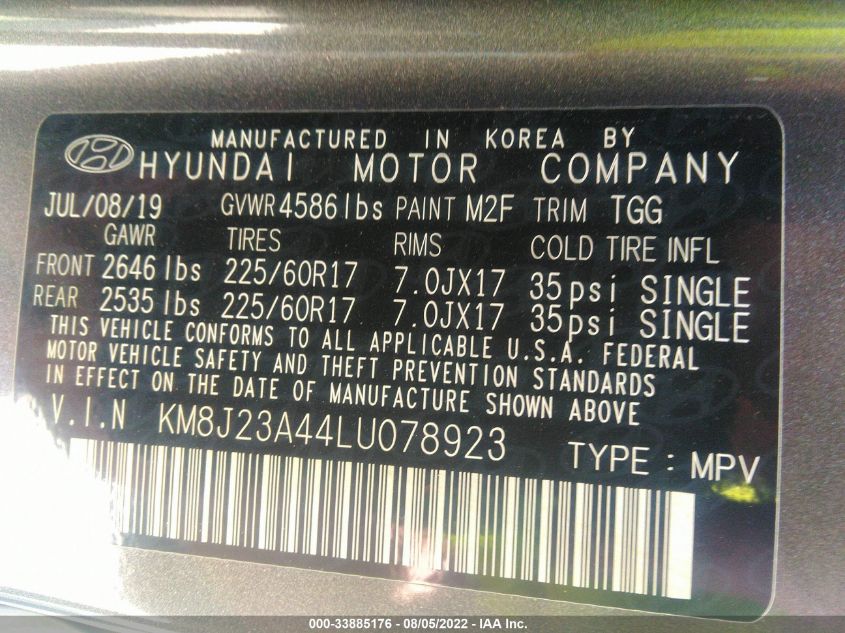 MANUFACTURED IN KOREA BY
HYUNDAI MOTOR COMPANY
JUL/08/19 GVWR 4586lbs PAINT M2F TRIM TGG
GAWR TIRES RIMS COLD TIRE INFL
FRONT 2646 lbs 225/60R17 7.0JX17 35psi SINGLE
REAR 2535 lbs 225/60R17 7.0JX17 35psi SINGLE
THIS VEHICLE CONFORMS TO ALL APPLICABLE U.S.A. FEDERAL
MOTOR VEHICLE SAFETY AND THEFT PREVENTION STANDARDS
IN EFFECT ON THE DATE OF MANUFACTURE SHOWN ABOVE
V.I.N KM8J23A44LU078923
TYPE : MPV
000-33885176 - 08/05/2022 - IAA Inc.